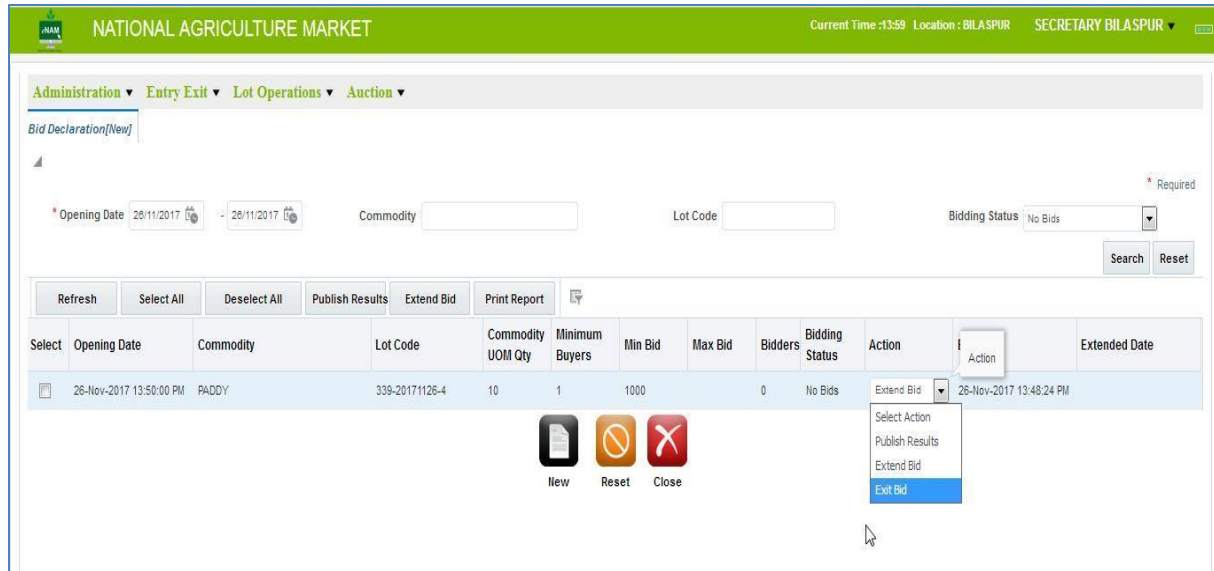 eNAM NATIONAL AGRICULTURE MARKET Current Time :13:59 Location : BILASPUR SECRETARY BILASPUR
Administration Entry Exit Lot Operations Auction
Bid Declaration[New]
* Required
* Opening Date 26/11/2017 - 26/11/2017 Commodity Lot Code Bidding Status No Bids
Search Reset
Refresh Select All Deselect All Publish Results Extend Bid Print Report
Select Opening Date Commodity Lot Code Commodity UOM Qty Minimum Buyers Min Bid Max Bid Bidders Bidding Status Action Action Extended Date
26-Nov-2017 13:50:00 PM PADDY 339-20171126-4 10 1 1000 0 No Bids Extend Bid 26-Nov-2017 13:48:24 PM
Select Action
Publish Results
Extend Bid
Exit Bid
New Reset Close